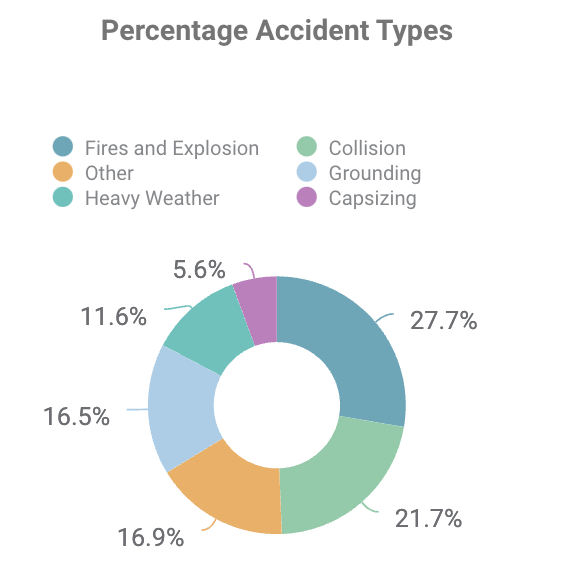 Percentage Accident Types
Fires and Explosion
Collision
Other
Grounding
Heavy Weather
Capsizing
5.6%
11.6%
27.7%
16.5%
21.7%
16.9%